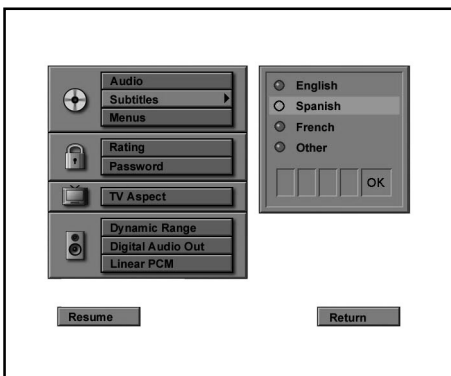 Audio
Subtitles
Menus
Rating
Password
TV Aspect
Dynamic Range
Digital Audio Out
Linear PCM
English
Spanish
French
Other
OK
Resume
Return